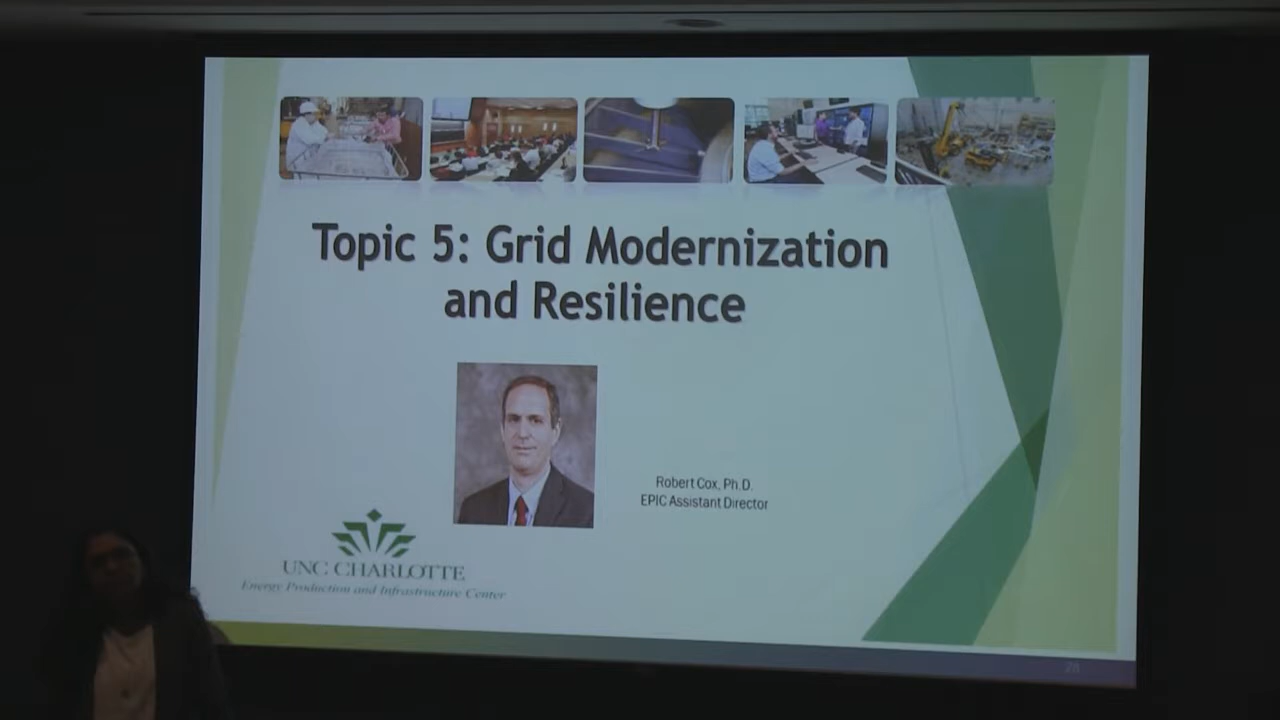 Topic 5: Grid Modernization
and Resilience
Robert Cox, Ph.D.
EPIC Assistant Director
UNC CHARLOTTE
Energy Production and Infrastructure Center
28